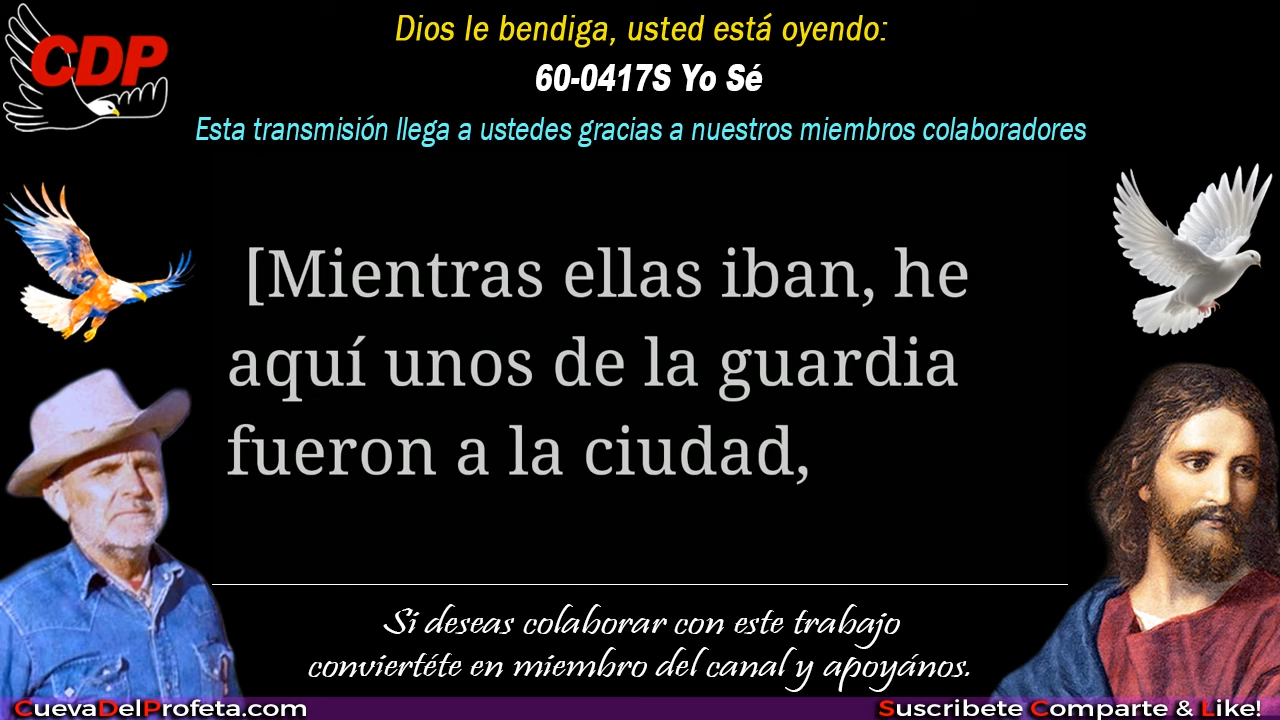 CDP
Dios le bendiga, usted está oyendo:
60-0417S Yo Sé
Esta transmisión llega a ustedes gracias a nuestros miembros colaboradores
[Mientras ellas iban, he
aquí unos de la guardia
fueron a la ciudad,
Si deseas colaborar con este trabajo
conviertéte en miembro del canal y apoyános.
CuevaDelProfeta.com
Suscribete Comparte & Like!